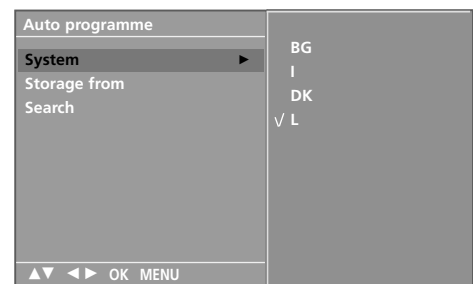 Auto programme
System ►
Storage from
Search
BG
I
DK
√ L
▲▼ ◄► OK MENU